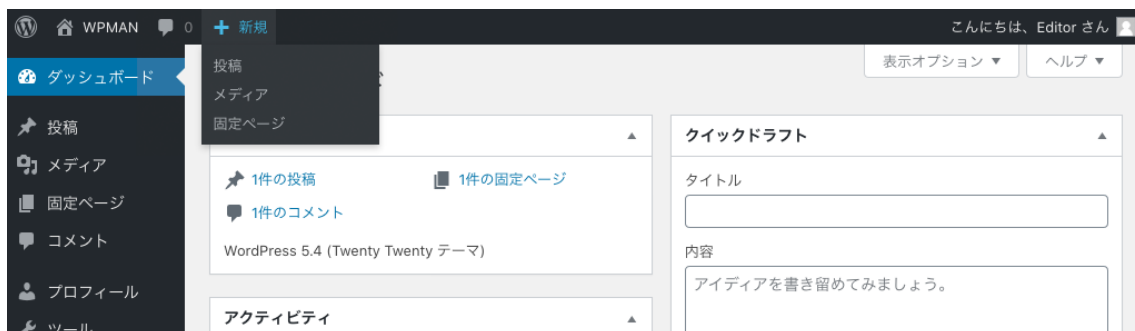 WPMAN 0 新規 こんにちは、Editor さん
投稿
メディア
固定ページ
表示オプション ▼ ヘルプ ▼
ダッシュボード
投稿
メディア
固定ページ
コメント
プロフィール
ツール
1件の投稿 1件の固定ページ
1件のコメント
WordPress 5.4 (Twenty Twenty テーマ)
アクティビティ
クイックドラフト
タイトル
内容
アイディアを書き留めてみましょう。